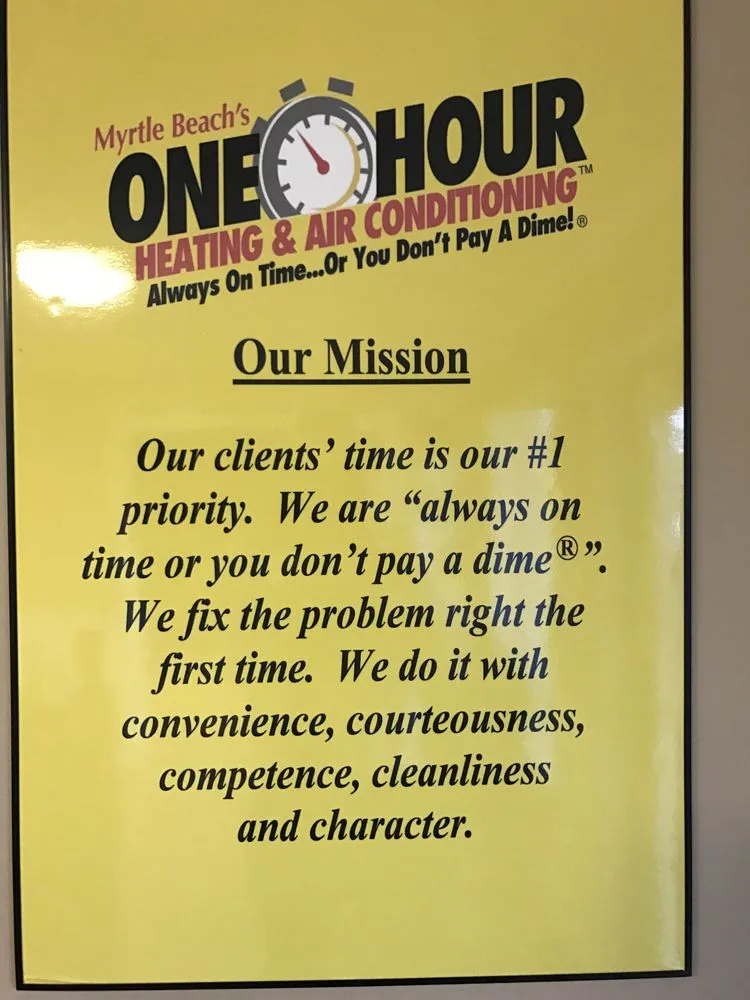 Myrtle Beach's
ONE HOUR
HEATING & AIR CONDITIONING™
Always On Time...Or You Don't Pay A Dime!®
Our Mission
Our clients’ time is our #1
priority.  We are “always on
time or you don’t pay a dime®”.
We fix the problem right the
first time.  We do it with
convenience, courteousness,
competence, cleanliness
and character.